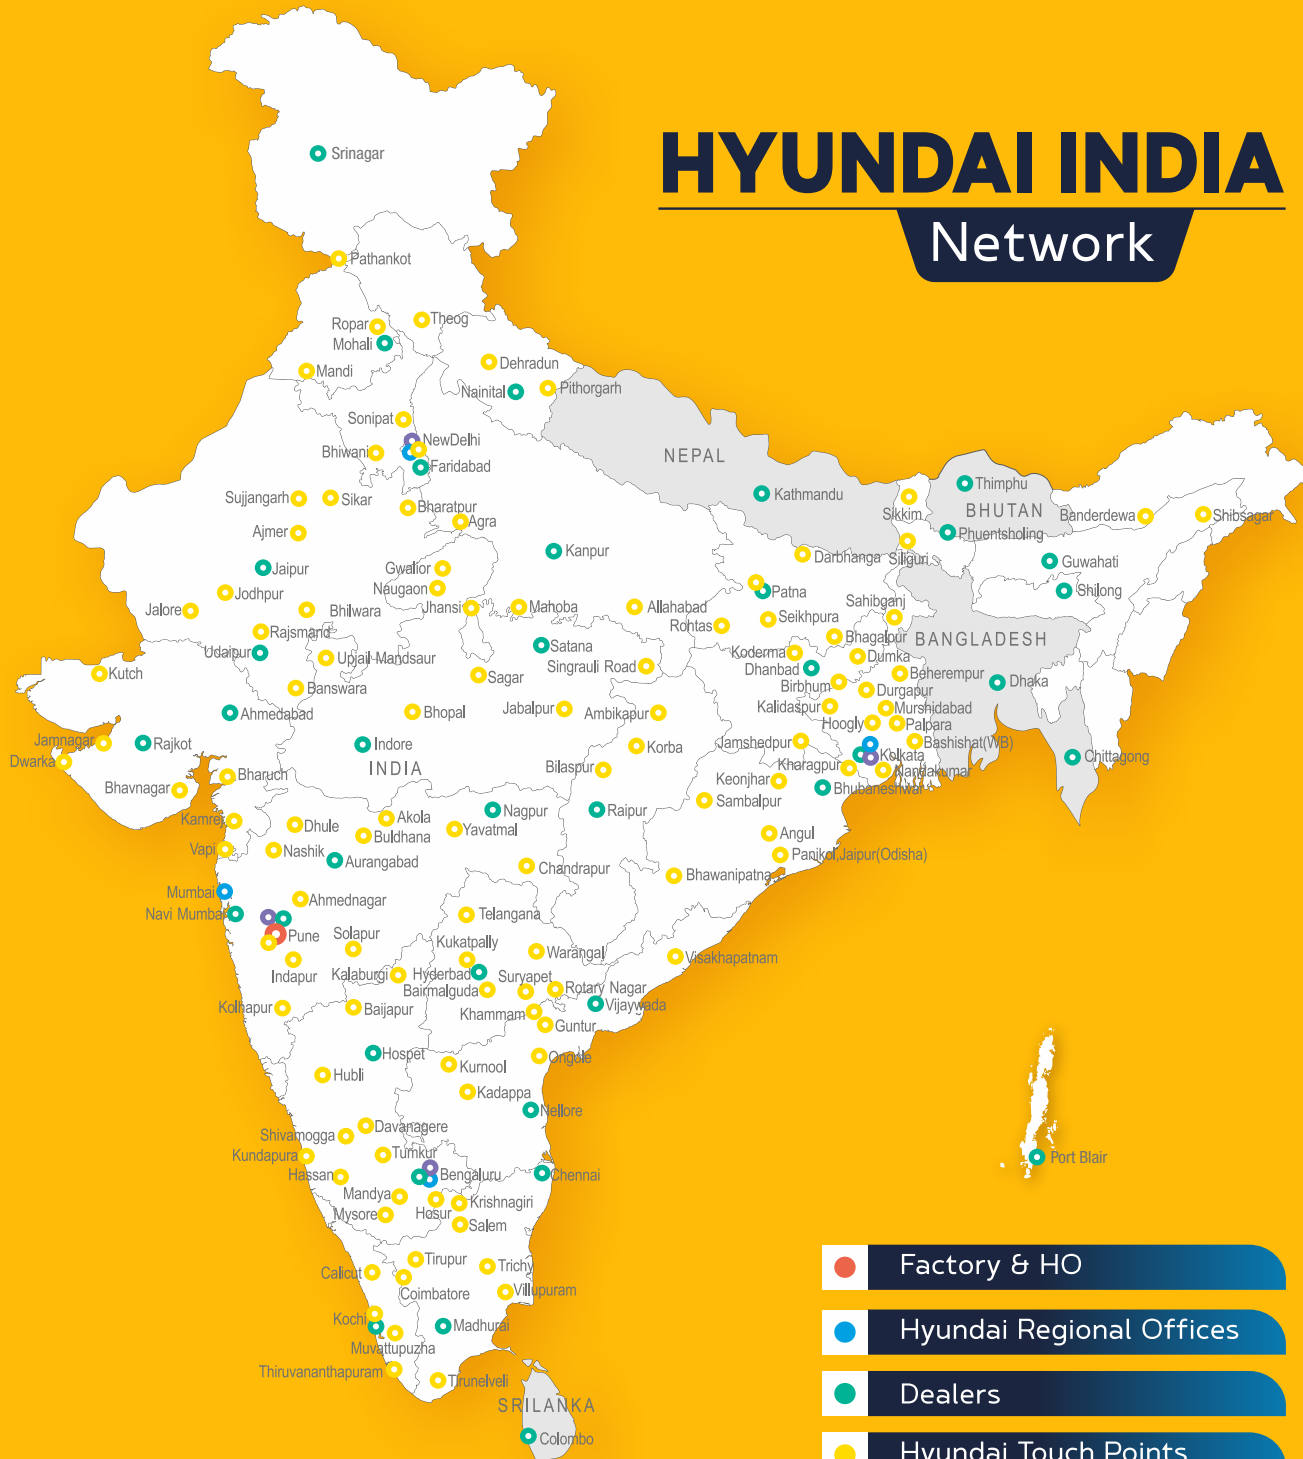 HYUNDAI INDIA
Network
Srinagar
Pathankot
Ropar
Theog
Mohali
Dehradun
Mandi
Nainital
Pithorgarh
Sonipat
NewDelhi
Bhiwani
Faridabad
NEPAL
Kathmandu
Thimphu
BHUTAN
Sikkim
Banderdewa
Shibsagar
Phuentsholing
Sujjangarh
Sikar
Bharatpur
Agra
Ajmer
Kanpur
Darbhanga
Siliguri
Guwahati
Jaipur
Gwalior
Naugaon
Patna
Shilong
Jodhpur
Jalore
Bhilwara
Jhansi
Mahoba
Allahabad
Sahibganj
Seikhpura
Rohtas
Rajsmand
Bhagalpur
BANGLADESH
Udaipur
Upjail Mandsaur
Satana
Singrauli Road
Koderma
Dumka
Dhanbad
Kutch
Sagar
Beherempur
Dhaka
Banswara
Birbhum
Durgapur
Ahmedabad
Bhopal
Jabalpur
Ambikapur
Kalidaspur
Murshidabad
Hoogly
Palpara
Jamnagar
Rajkot
Indore
Korba
Jamshedpur
Bashishat(WB)
Dwarka
INDIA
Bilaspur
Kharagpur
Kolkata
Chittagong
Nandakumar
Bharuch
Keonjhar
Bhavnagar
Bhubaneshwar
Sambalpur
Kamrej
Dhule
Akola
Nagpur
Raipur
Buldhana
Yavatmal
Angul
Vapi
Nashik
Aurangabad
Panikol,Jaipur(Odisha)
Chandrapur
Bhawanipatna
Mumbai
Ahmednagar
Navi Mumbai
Telangana
Pune
Solapur
Kukatpally
Warangal
Visakhapatnam
Indapur
Kalaburgi
Hyderbad
Suryapet
Bairmalguda
Rotary Nagar
Kolhapur
Baijapur
Khammam
Vijaywada
Guntur
Hospet
Ongole
Hubli
Kurnool
Kadappa
Nellore
Davanagere
Shivamogga
Kundapura
Tumkur
Hassan
Bengaluru
Chennai
Port Blair
Mandya
Krishnagiri
Mysore
Hosur
Salem
Tirupur
Trichy
Calicut
Coimbatore
Villupuram
Kochi
Madhurai
Muvattupuzha
Thiruvananthapuram
Tirunelveli
SRILANKA
Colombo
Factory & HO
Hyundai Regional Offices
Dealers
Hyundai Touch Points